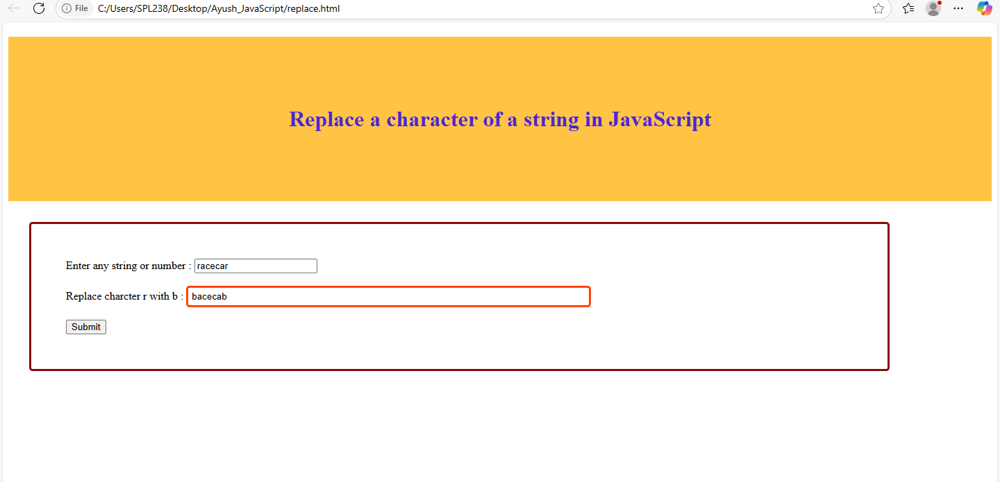 File C:/Users/SPL238/Desktop/Ayush_JavaScript/replace.html
Replace a character of a string in JavaScript
Enter any string or number : racecar
Replace charcter r with b : bacecab
Submit